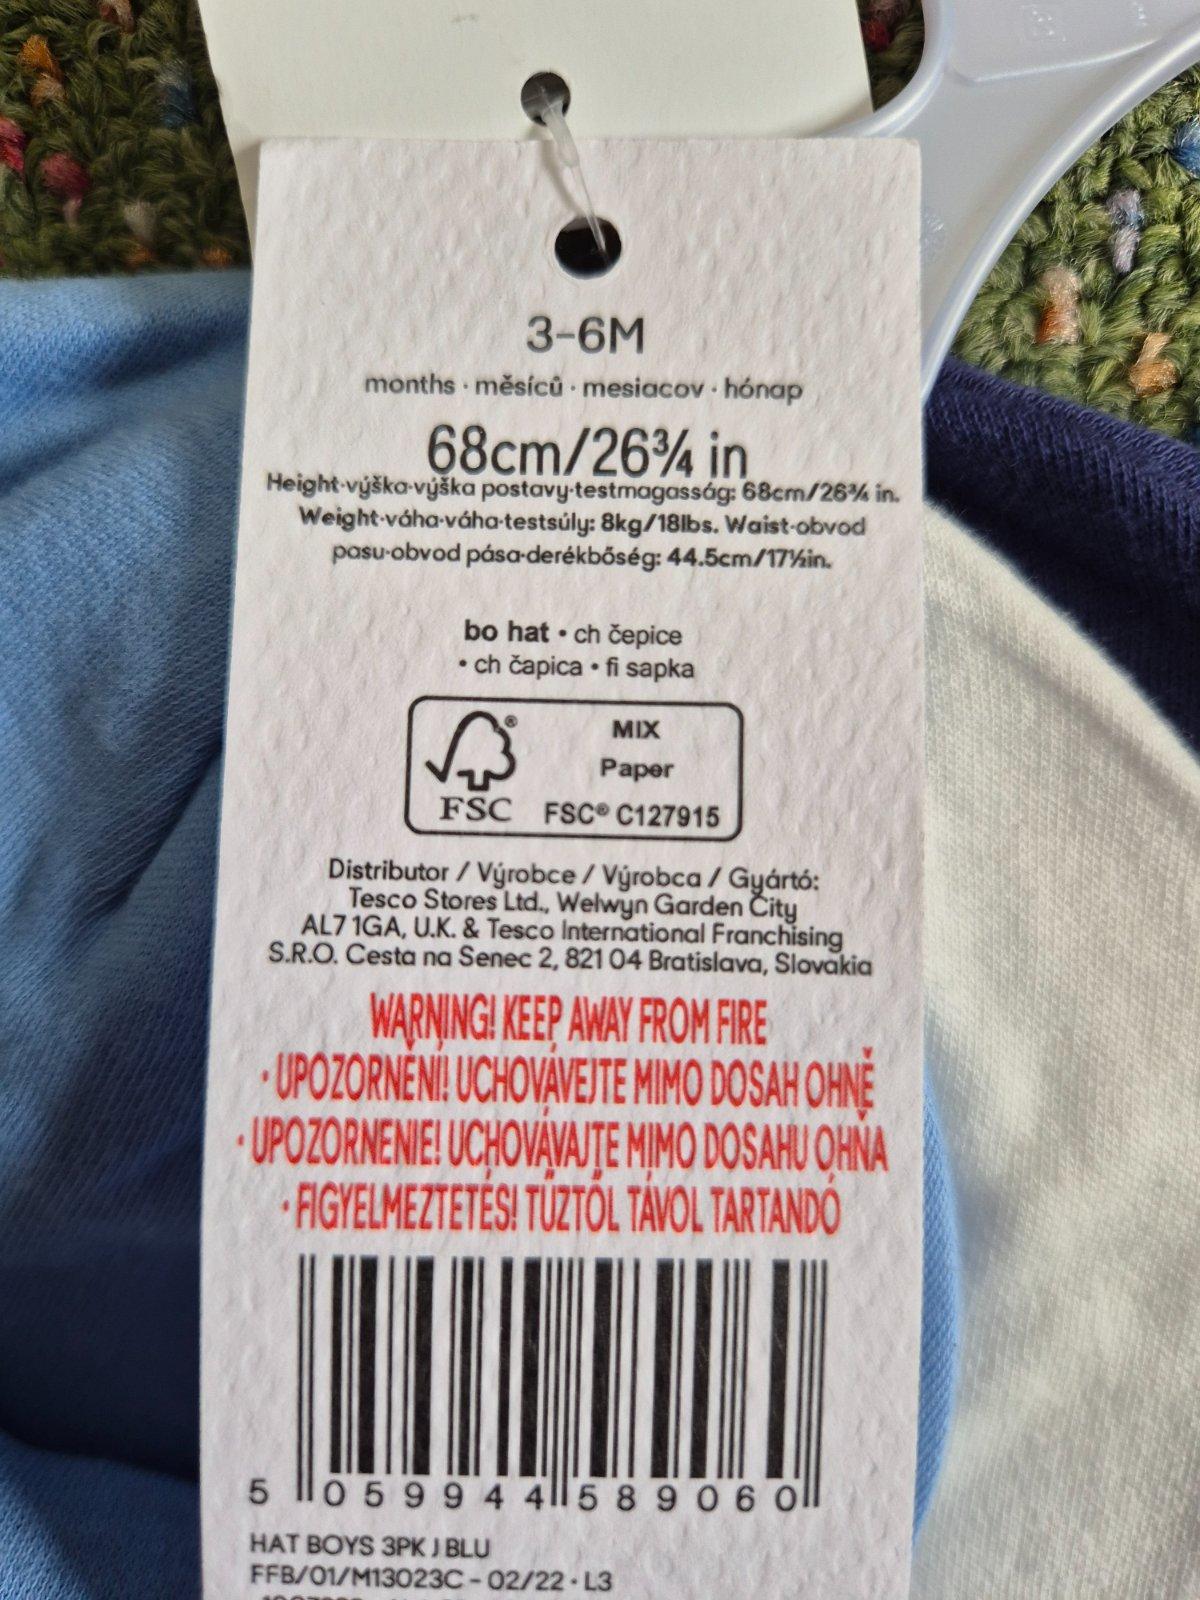 3-6M
months · měsíců · mesiacov · hónap
68cm/26¾ in
Height·výška·výška postavy·testmagasság: 68cm/26¾ in.
Weight·váha·váha·testsúly: 8kg/18lbs. Waist·obvod
pasu·obvod pása·derékbőség: 44.5cm/17½in.
bo hat • ch čepice
• ch čapica • fi sapka
MIX
Paper
FSC® C127915
FSC
Distributor / Výrobce / Výrobca / Gyártó:
Tesco Stores Ltd., Welwyn Garden City
AL7 1GA, U.K. & Tesco International Franchising
S.R.O. Cesta na Senec 2, 821 04 Bratislava, Slovakia
WARNING! KEEP AWAY FROM FIRE
· UPOZORNĚNÍ! UCHOVÁVEJTE MIMO DOSAH OHNĚ
· UPOZORNENIE! UCHOVÁVAJTE MIMO DOSAHU OHŇA
· FIGYELMEZTETÉS! TŰZTŐL TÁVOL TARTANDÓ
5 059944 589060
HAT BOYS 3PK J BLU
FFB/01/M13023C - 02/22 · L3